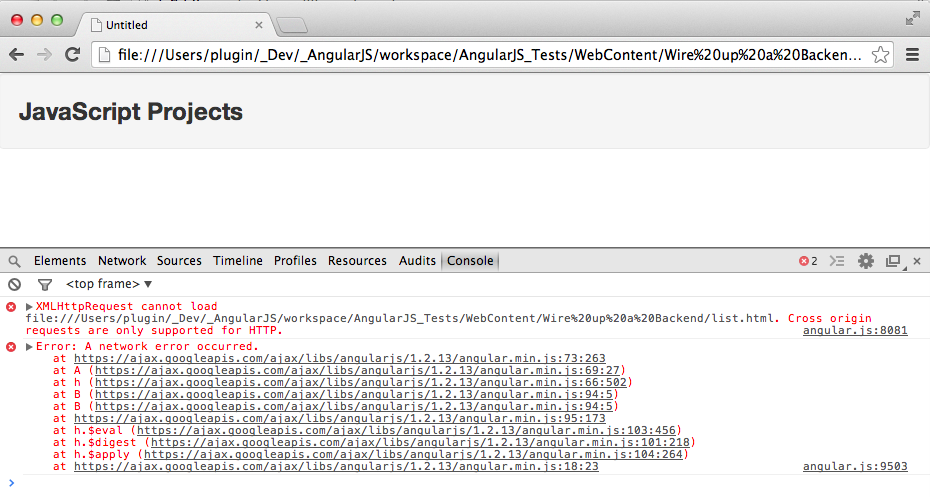 Untitled
file:///Users/plugin/_Dev/_AngularJS/workspace/AngularJS_Tests/WebContent/Wire%20up%20a%20Backen...
JavaScript Projects
Elements Network Sources Timeline Profiles Resources Audits Console 2
<top frame>
XMLHttpRequest cannot load
file:///Users/plugin/_Dev/_AngularJS/workspace/AngularJS_Tests/WebContent/Wire%20up%20a%20Backend/list.html. Cross origin
requests are only supported for HTTP. angular.js:8081
Error: A network error occurred.
at https://ajax.googleapis.com/ajax/libs/angularjs/1.2.13/angular.min.js:73:263
at A (https://ajax.googleapis.com/ajax/libs/angularjs/1.2.13/angular.min.js:69:27)
at h (https://ajax.googleapis.com/ajax/libs/angularjs/1.2.13/angular.min.js:66:502)
at B (https://ajax.googleapis.com/ajax/libs/angularjs/1.2.13/angular.min.js:94:5)
at B (https://ajax.googleapis.com/ajax/libs/angularjs/1.2.13/angular.min.js:94:5)
at https://ajax.googleapis.com/ajax/libs/angularjs/1.2.13/angular.min.js:95:173
at h.$eval (https://ajax.googleapis.com/ajax/libs/angularjs/1.2.13/angular.min.js:103:456)
at h.$digest (https://ajax.googleapis.com/ajax/libs/angularjs/1.2.13/angular.min.js:101:218)
at h.$apply (https://ajax.googleapis.com/ajax/libs/angularjs/1.2.13/angular.min.js:104:264)
at https://ajax.googleapis.com/ajax/libs/angularjs/1.2.13/angular.min.js:18:23 angular.js:9503